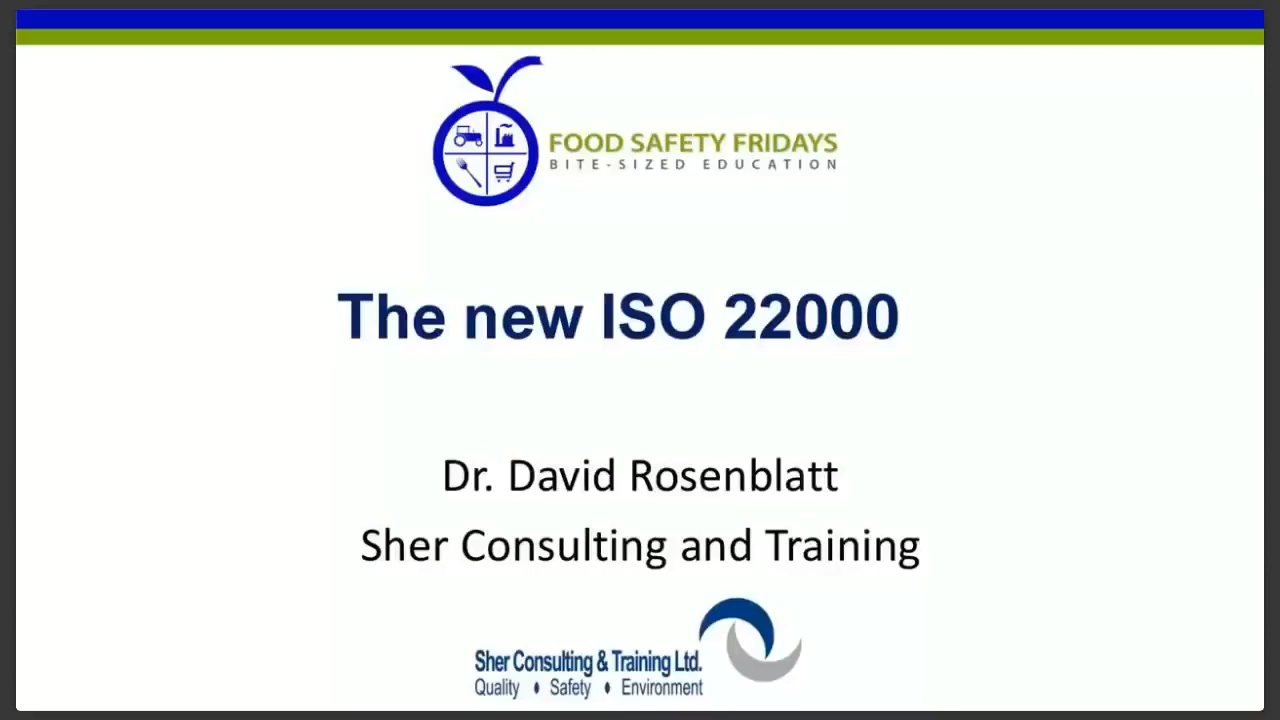 FOOD SAFETY FRIDAYS
BITE-SIZED EDUCATION
The new ISO 22000
Dr. David Rosenblatt
Sher Consulting and Training
Sher Consulting & Training Ltd.
Quality ♦ Safety ♦ Environment